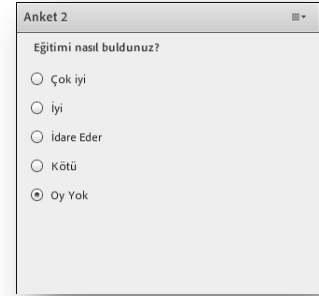 Anket 2
Eğitimi nasıl buldunuz?
Çok iyi
İyi
İdare Eder
Kötü
Oy Yok